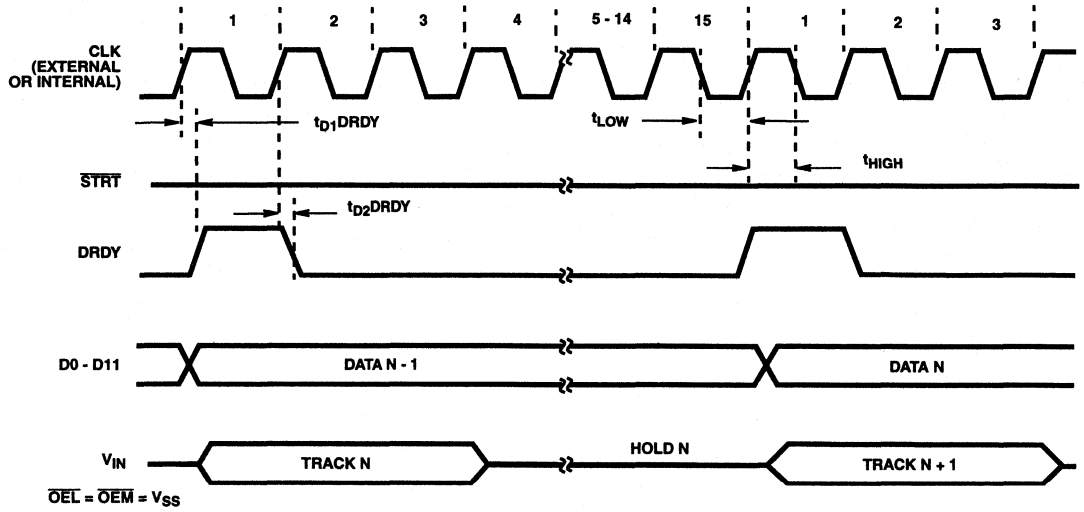 1 2 3 4 5 - 14 15 1 2 3
CLK
(EXTERNAL
OR INTERNAL)
tD1DRDY
tLOW
tHIGH
STRT
tD2DRDY
DRDY
D0 - D11
DATA N - 1
DATA N
VIN
TRACK N
HOLD N
TRACK N + 1
OEL = OEM = VSS